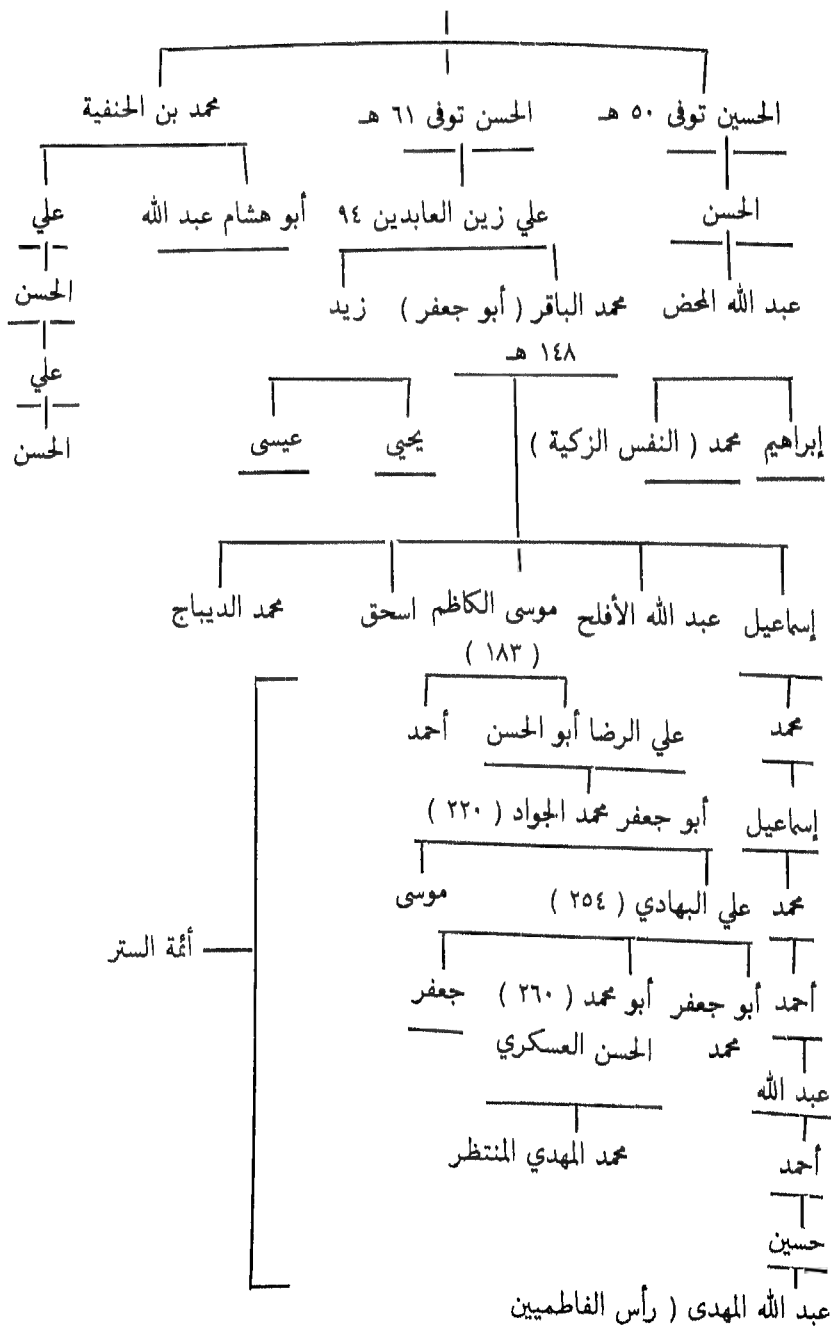 الحسين توفى ٥٠ هـ الحسن توفى ٦١ هـ محمد بن الحنفية
الحسن علي زين العابدين ٩٤ أبو هشام عبد الله علي
عبد الله المحض محمد الباقر ( أبو جعفر ) زيد الحسن
١٤٨ هـ
علي
إبراهيم محمد ( النفس الزكية ) يحيى عيسى الحسن
إسماعيل عبد الله الأفلح موسى الكاظم اسحق محمد الديباج
( ١٨٣ )
محمد علي الرضا أبو الحسن أحمد
إسماعيل أبو جعفر محمد الجواد ( ٢٢٠ )
محمد علي البهادي ( ٢٥٤ ) موسى
أئمة الستر
أحمد أبو جعفر أبو محمد ( ٢٦٠ ) جعفر
محمد الحسن العسكري
عبد الله
أحمد محمد المهدي المنتظر
حسين
عبد الله المهدى ( رأس الفاطميين